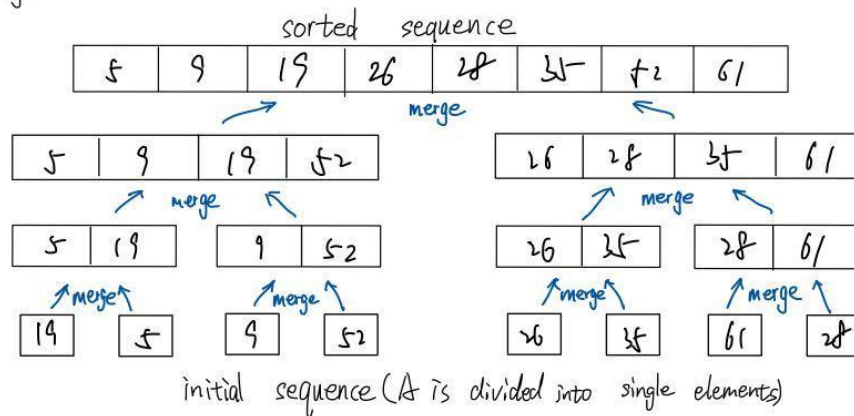 sorted sequence
5 9 19 26 28 35 52 61
merge
5 9 19 52 26 28 35 61
merge merge
5 19 9 52 26 35 28 61
merge merge merge merge
19 5 9 52 26 35 61 28
initial sequence (A is divided into single elements)